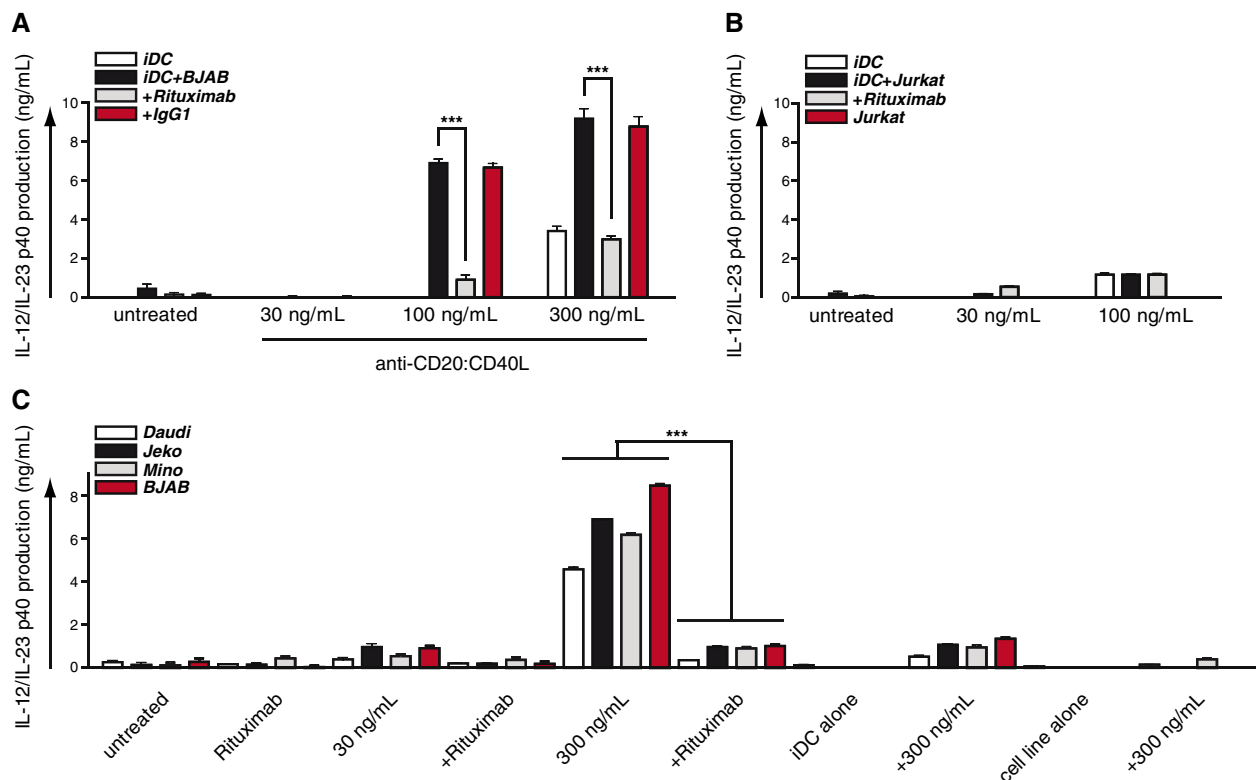 A
IL-12/IL-23 p40 production (ng/mL)
iDC
iDC+BJAB
+Rituximab
+IgG1
10
8
6
4
2
0
***
***
untreated
30 ng/mL
100 ng/mL
300 ng/mL
anti-CD20:CD40L
B
IL-12/IL-23 p40 production (ng/mL)
iDC
iDC+Jurkat
+Rituximab
Jurkat
10
8
6
4
2
0
untreated
30 ng/mL
100 ng/mL
C
IL-12/IL-23 p40 production (ng/mL)
Daudi
Jeko
Mino
BJAB
8
6
4
2
0
***
untreated
Rituximab
30 ng/mL
+Rituximab
300 ng/mL
+Rituximab
iDC alone
+300 ng/mL
cell line alone
+300 ng/mL